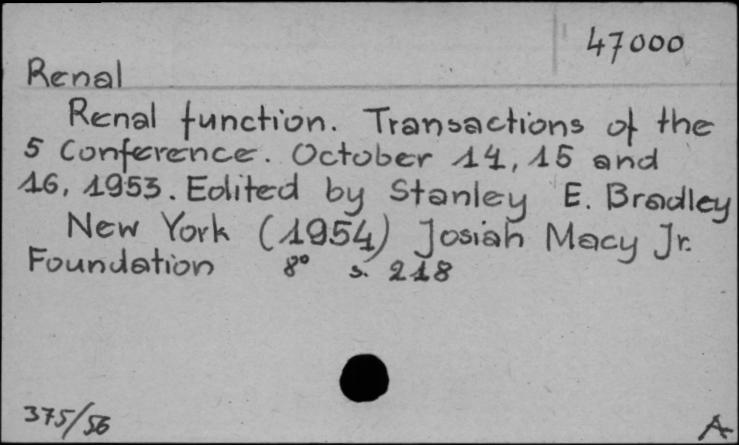 47000
Renal
Renal function. Transactions of the
5 Conference. October 14, 15 and
16, 1953. Edited by Stanley E. Bradley
New York (1954) Josiah Macy Jr.
Foundation 8° s. 218
375/56
A